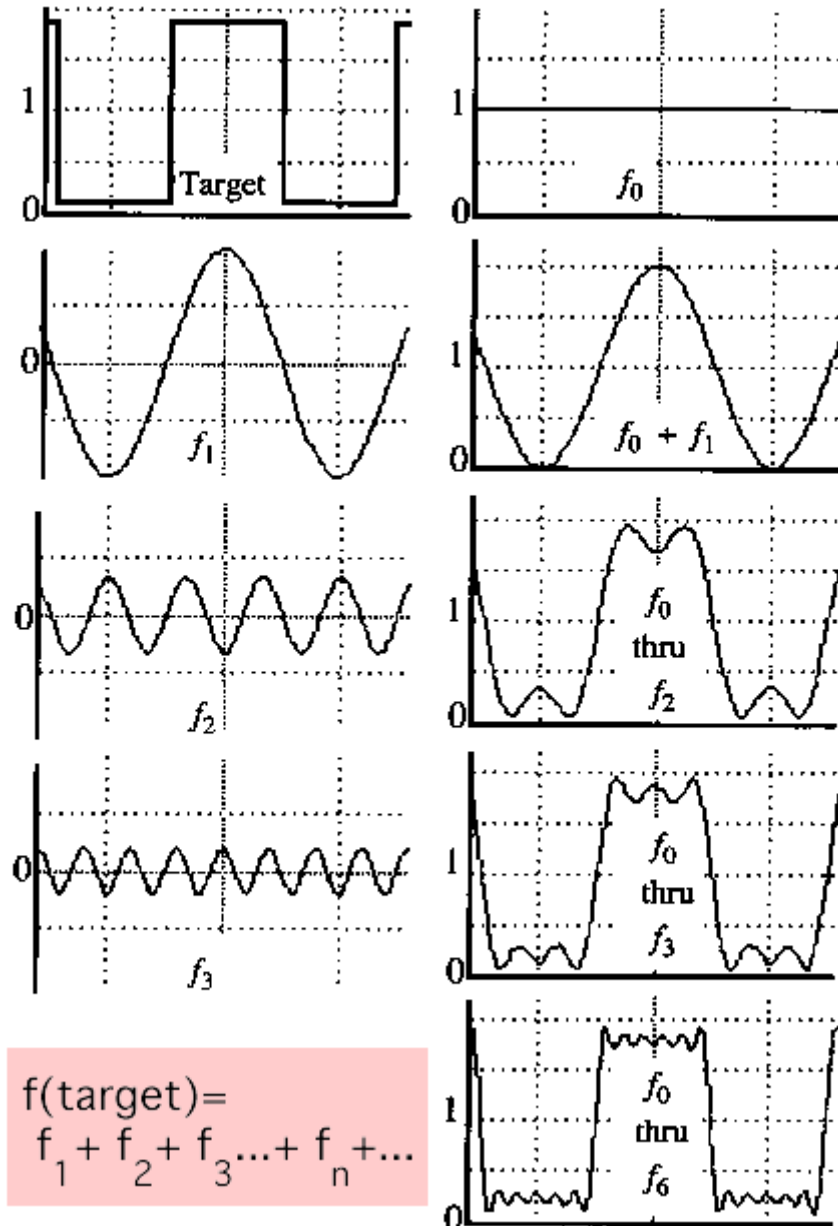 1
0
Target
1
0
f0
0
f1
1
0
f0 + f1
0
f2
1
0
f0
thru
f2
0
f3
1
0
f0
thru
f3
f(target)=
f1+ f2+ f3...+ fn+...
1
0
f0
thru
f6